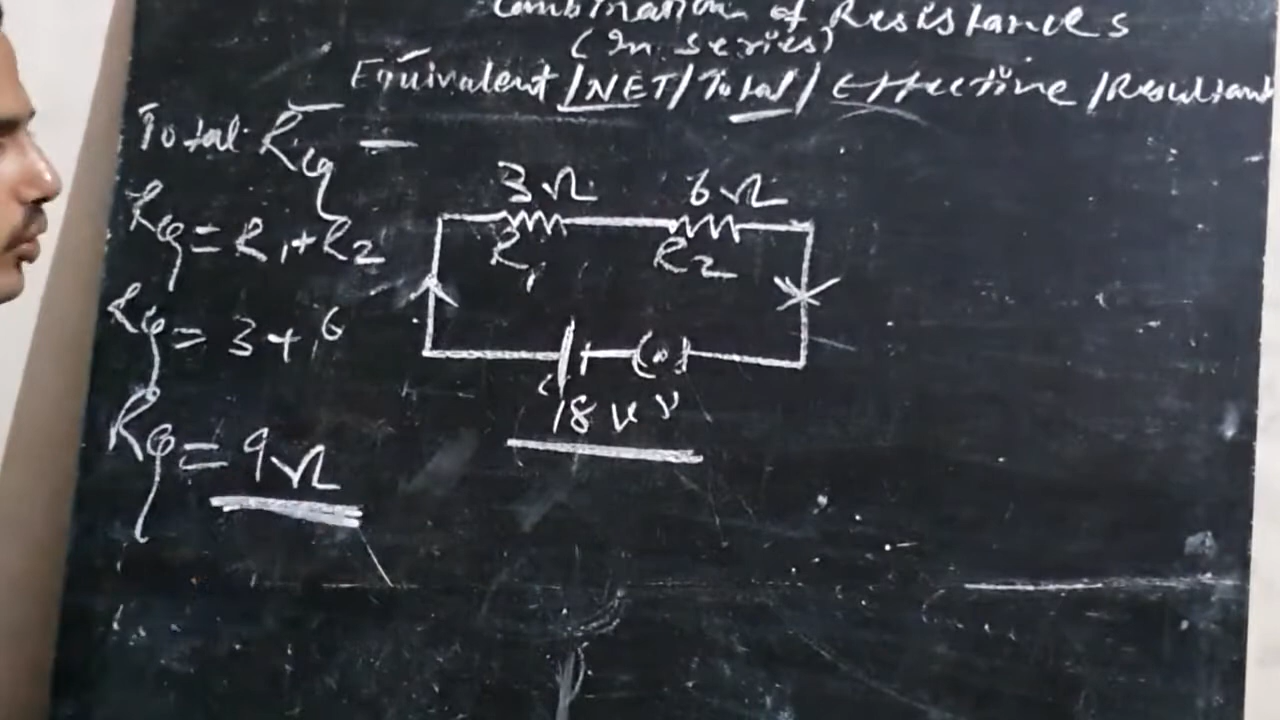 Combination of Resistances
(In series)
Equivalent /NET/Total/Effective/Resultant
Total Req =
Req = R1+R2
Req = 3+6
Req = 9Ω
3Ω 6Ω
R1 R2
18 V